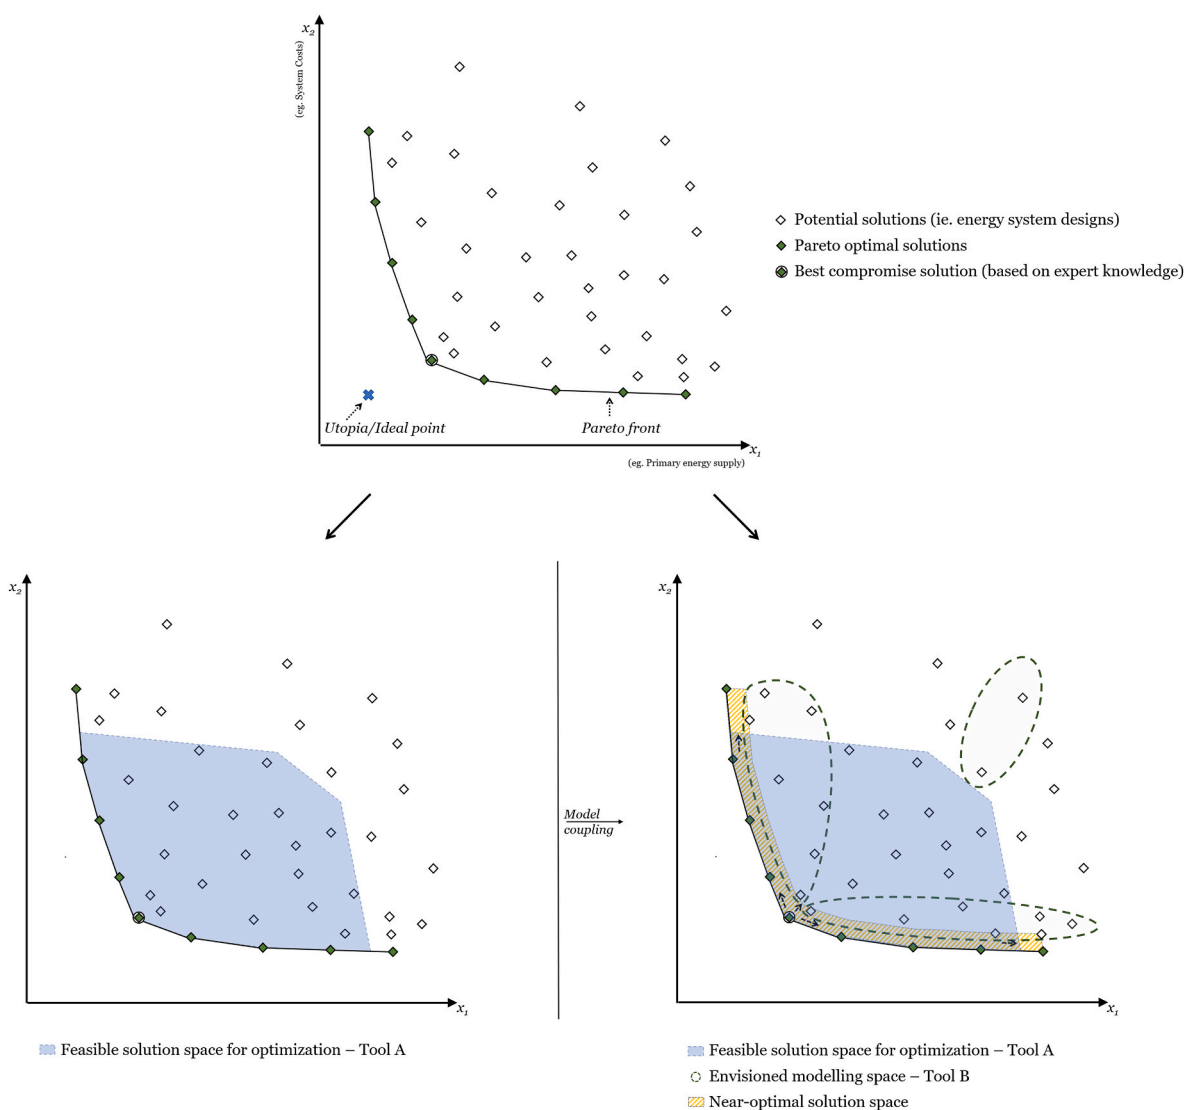 x2
(eg. System Costs)
Potential solutions (ie. energy system designs)
Pareto optimal solutions
Best compromise solution (based on expert knowledge)
Utopia/Ideal point
Pareto front
x1
(eg. Primary energy supply)
x2
x1
Feasible solution space for optimization – Tool A
Model
coupling
x2
x1
Feasible solution space for optimization – Tool A
Envisioned modelling space – Tool B
Near-optimal solution space